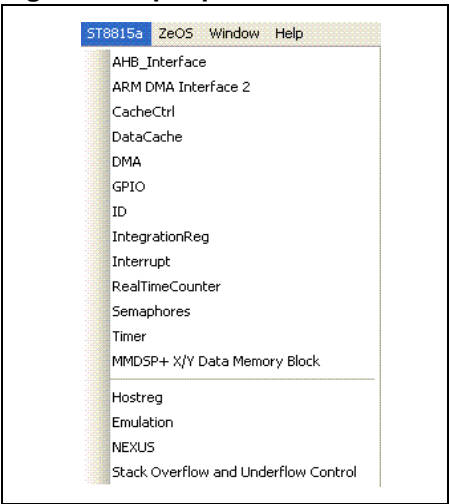 ST8815a ZeOS Window Help
AHB_Interface
ARM DMA Interface 2
CacheCtrl
DataCache
DMA
GPIO
ID
IntegrationReg
Interrupt
RealTimeCounter
Semaphores
Timer
MMDSP+ X/Y Data Memory Block
Hostreg
Emulation
NEXUS
Stack Overflow and Underflow Control